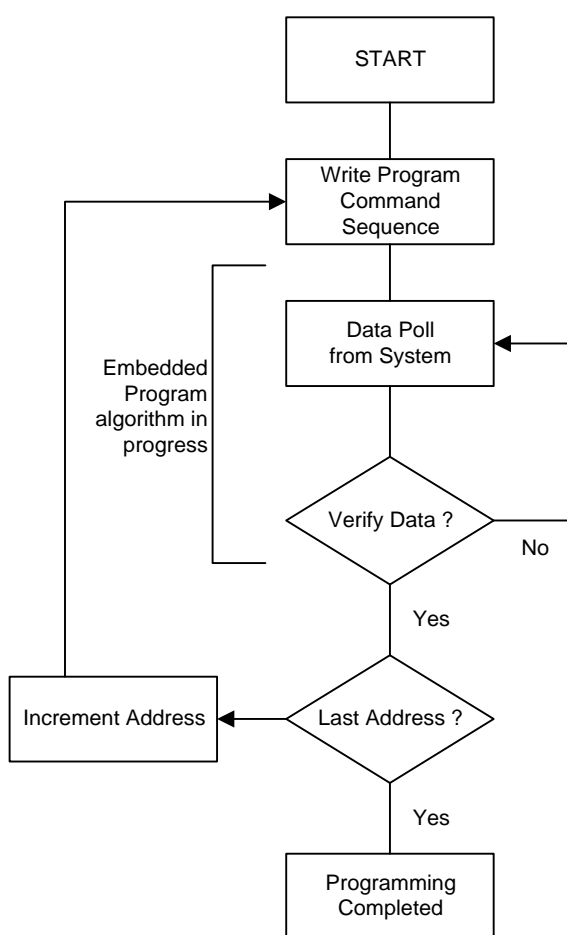 START
Write Program
Command
Sequence
Data Poll
from System
Embedded
Program
algorithm in
progress
Verify Data ?
No
Yes
Increment Address
Last Address ?
Yes
Programming
Completed